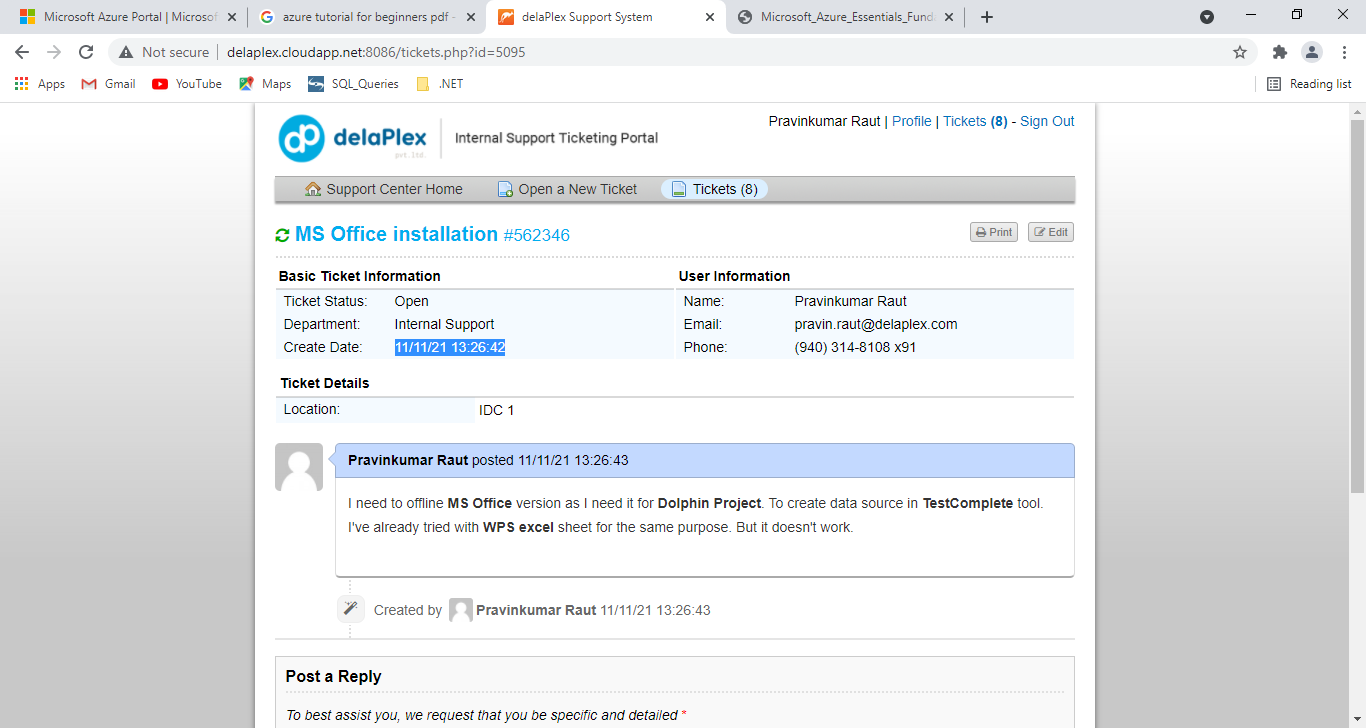 Microsoft Azure Portal | Microsof
azure tutorial for beginners pdf -
delaPlex Support System
Microsoft_Azure_Essentials_Fund
Not secure
delaplex.cloudapp.net:8086/tickets.php?id=5095
Apps
Gmail
YouTube
Maps
SQL_Queries
.NET
Reading list
dp delaPlex
pvt. ltd.
Internal Support Ticketing Portal
Pravinkumar Raut | Profile | Tickets (8) - Sign Out
Support Center Home
Open a New Ticket
Tickets (8)
MS Office installation #562346
Print
Edit
Basic Ticket Information
Ticket Status: Open
Department: Internal Support
Create Date: 11/11/21 13:26:42
User Information
Name: Pravinkumar Raut
Email: pravin.raut@delaplex.com
Phone: (940) 314-8108 x91
Ticket Details
Location: IDC 1
Pravinkumar Raut posted 11/11/21 13:26:43
I need to offline MS Office version as I need it for Dolphin Project. To create data source in TestComplete tool.
I've already tried with WPS excel sheet for the same purpose. But it doesn't work.
Created by Pravinkumar Raut 11/11/21 13:26:43
Post a Reply
To best assist you, we request that you be specific and detailed *